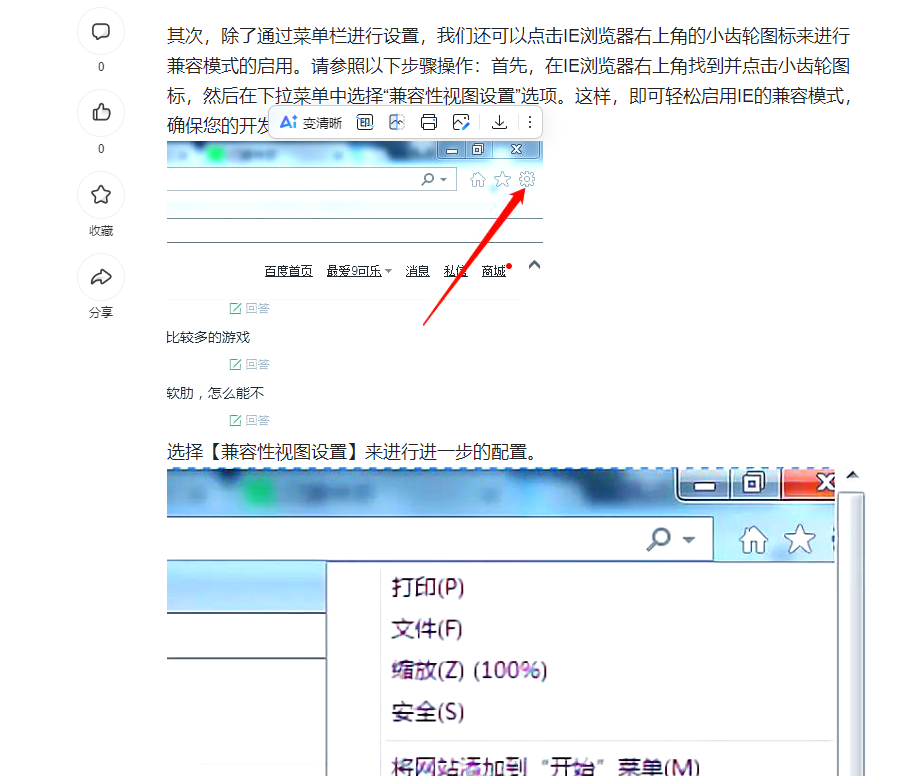 其次，除了通过菜单栏进行设置，我们还可以点击IE浏览器右上角的小齿轮图标来进行
兼容模式的启用。请参照以下步骤操作：首先，在IE浏览器右上角找到并点击小齿轮图
标，然后在下拉菜单中选择“兼容性视图设置”选项。这样，即可轻松启用IE的兼容模式，
确保您的开发
变清晰
0
0
收藏
分享
百度首页 最爱9可乐 消息 私信 商城
回答
比较多的游戏
回答
软肋，怎么能不
回答
选择【兼容性视图设置】来进行进一步的配置。
打印(P)
文件(F)
缩放(Z) (100%)
安全(S)
将网站添加到“开始”菜单(M)